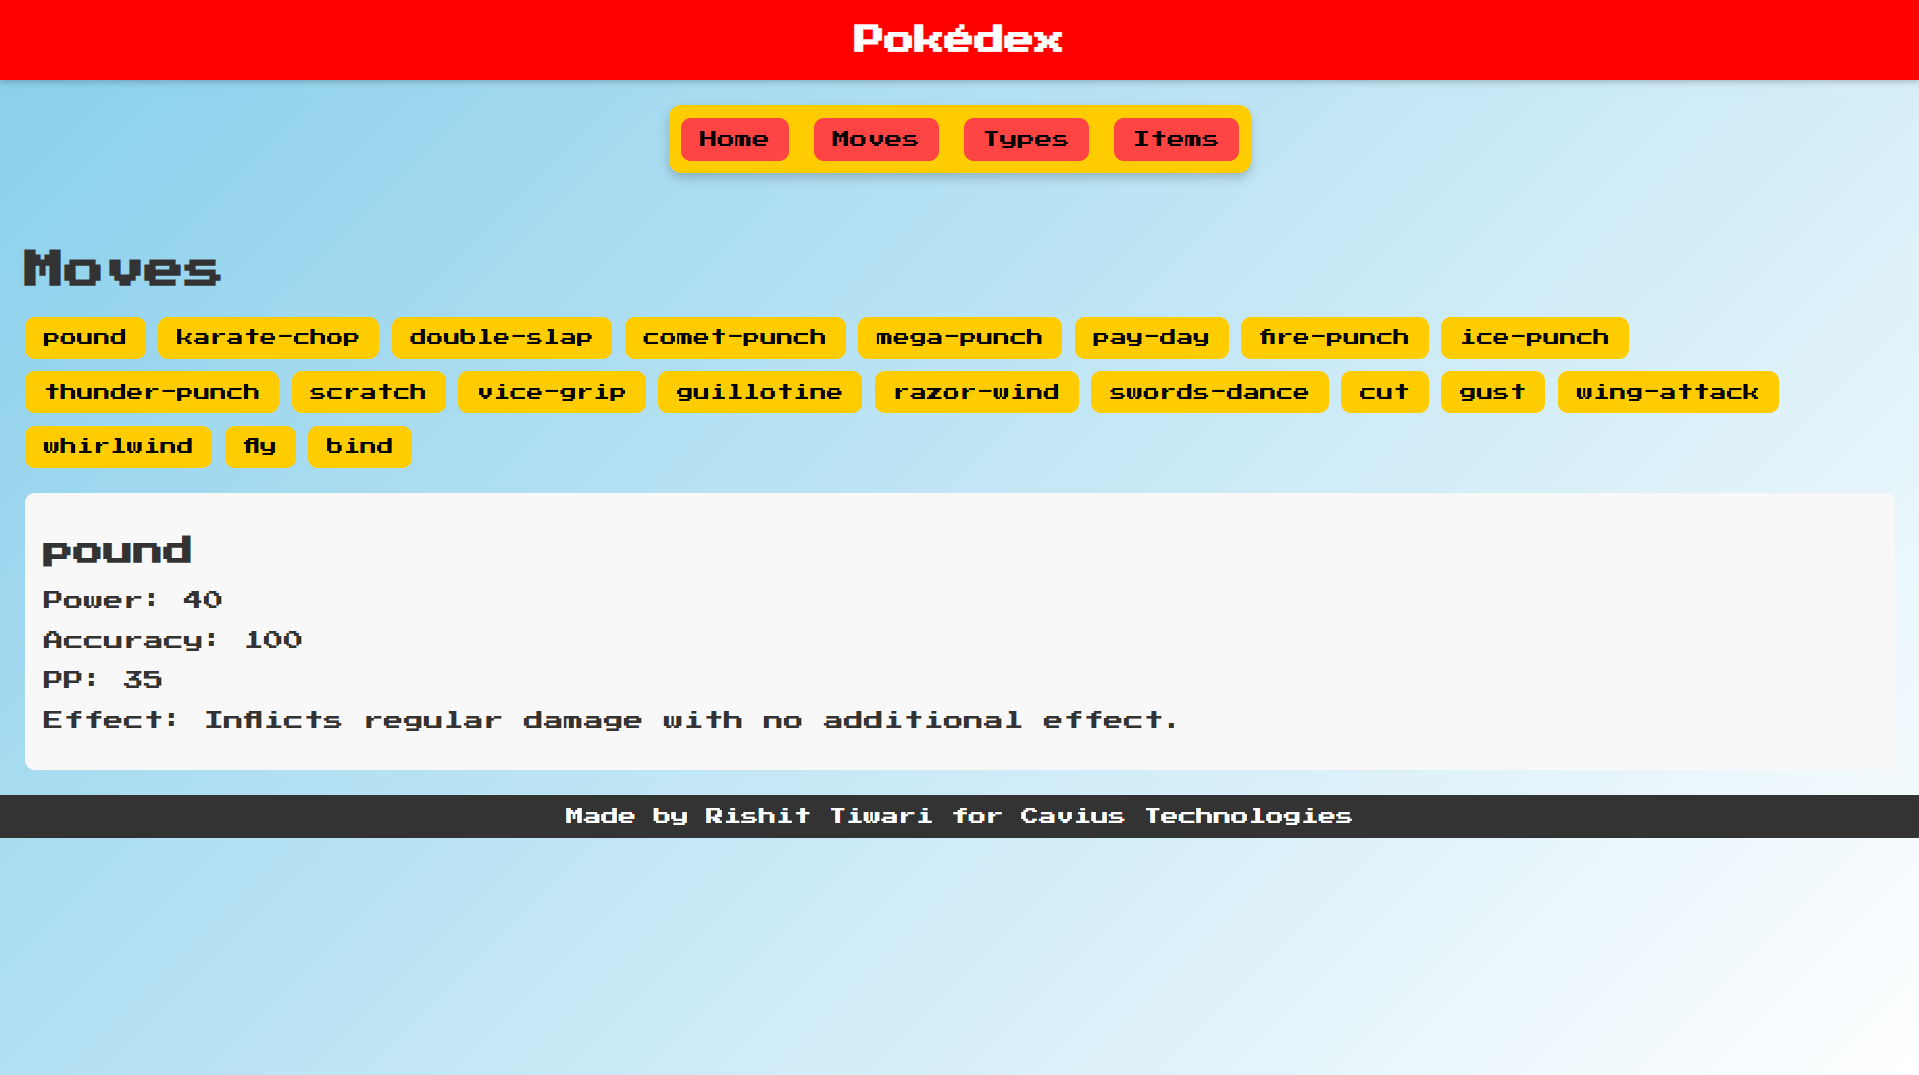 Pokédex
Home Moves Types Items
Moves
pound karate-chop double-slap comet-punch mega-punch pay-day fire-punch ice-punch
thunder-punch scratch vice-grip guillotine razor-wind swords-dance cut gust wing-attack
whirlwind fly bind
pound
Power: 40
Accuracy: 100
PP: 35
Effect: Inflicts regular damage with no additional effect.
Made by Rishit Tiwari for Cavius Technologies